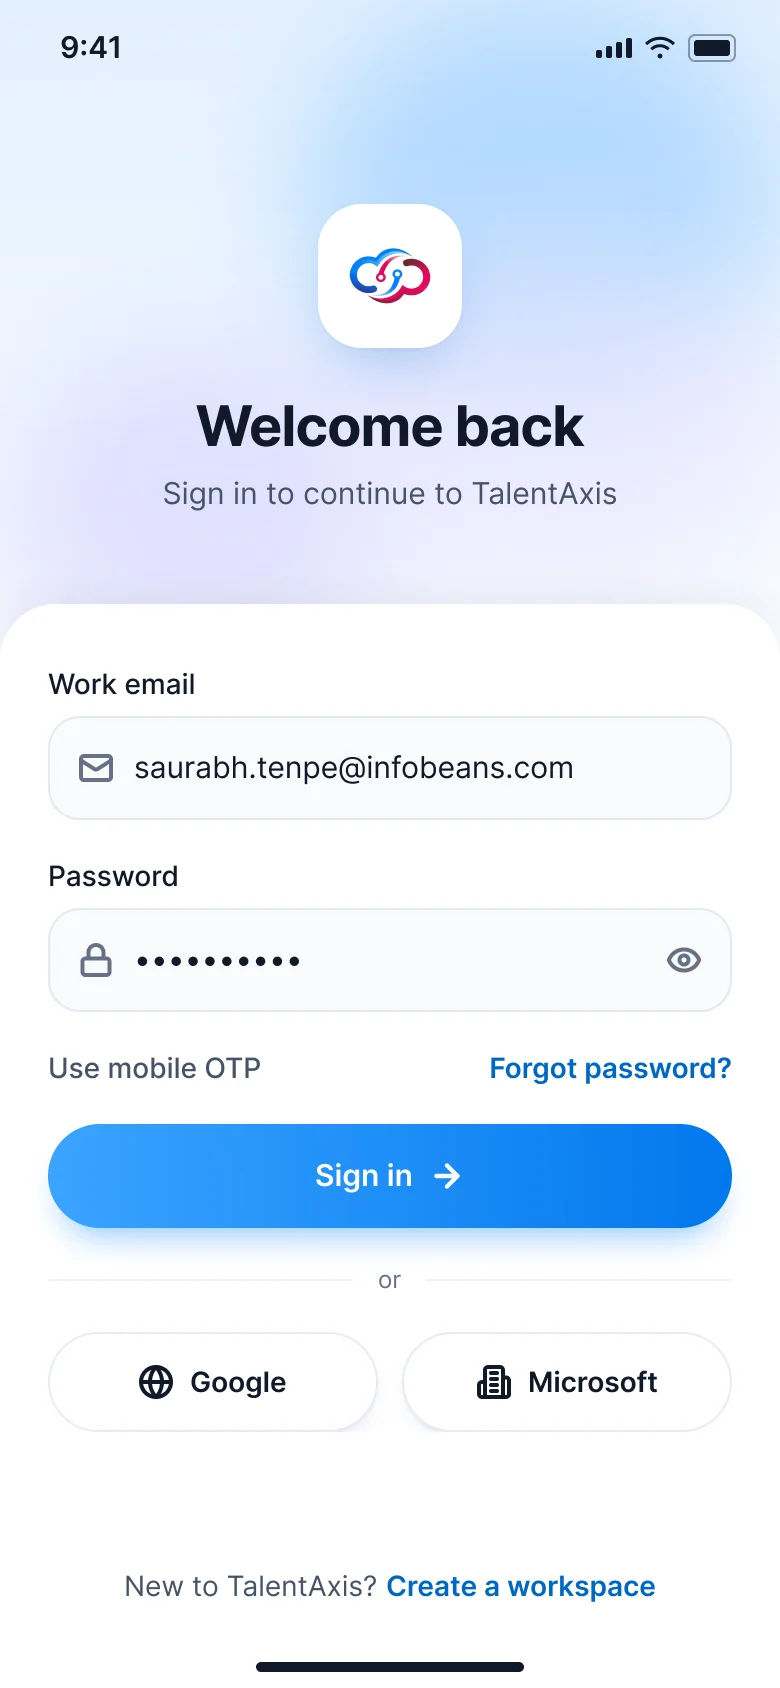 9:41
Welcome back
Sign in to continue to TalentAxis
Work email
saurabh.tenpe@infobeans.com
Password
••••••••••
Use mobile OTP
Forgot password?
Sign in
or
Google
Microsoft
New to TalentAxis? Create a workspace